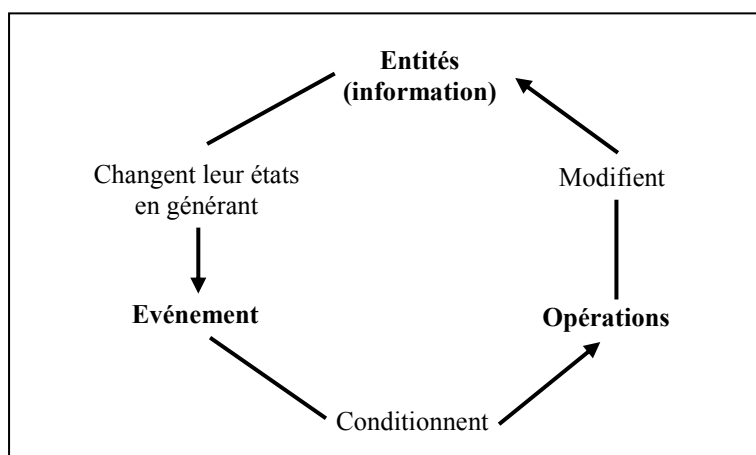 Entités
(information)
Changent leur états
en générant
Modifient
Evénement
Opérations
Conditionnent